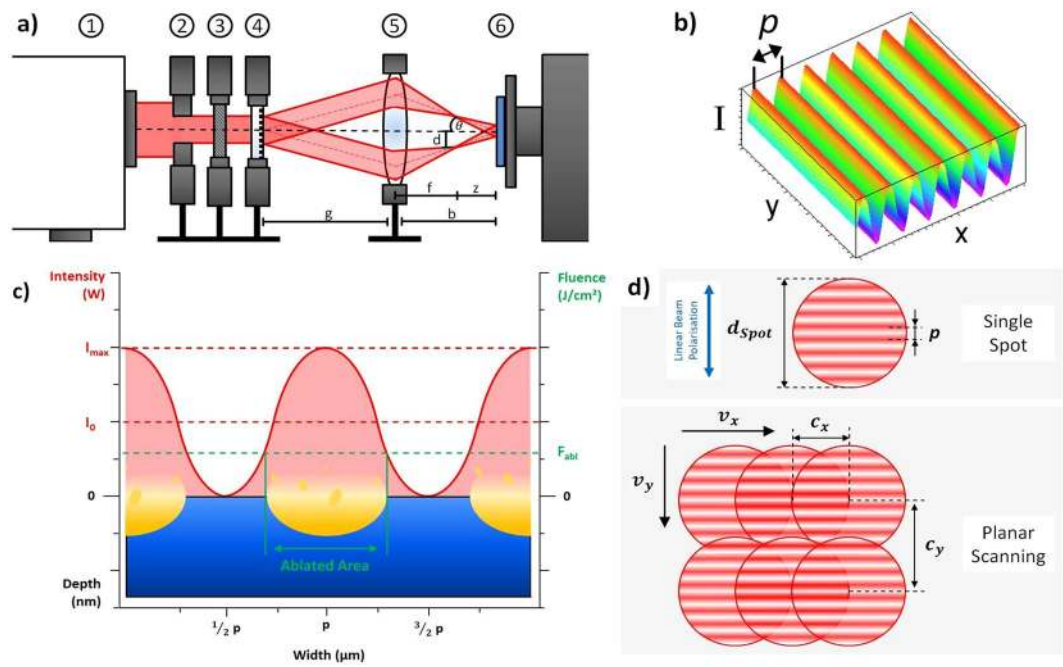 a)
① ② ③ ④ ⑤ ⑥
θ
d
f z
g b
b)
p
I
y
x
c)
Intensity
(W)
Fluence
(J/cm²)
I_max
I_0
F_abl
0 0
Ablated Area
Depth
(nm)
½ p p ³⁄₂ p
Width (μm)
d)
Linear Beam
Polarisation
d_Spot
p
Single
Spot
v_x
c_x
v_y
c_y
Planar
Scanning